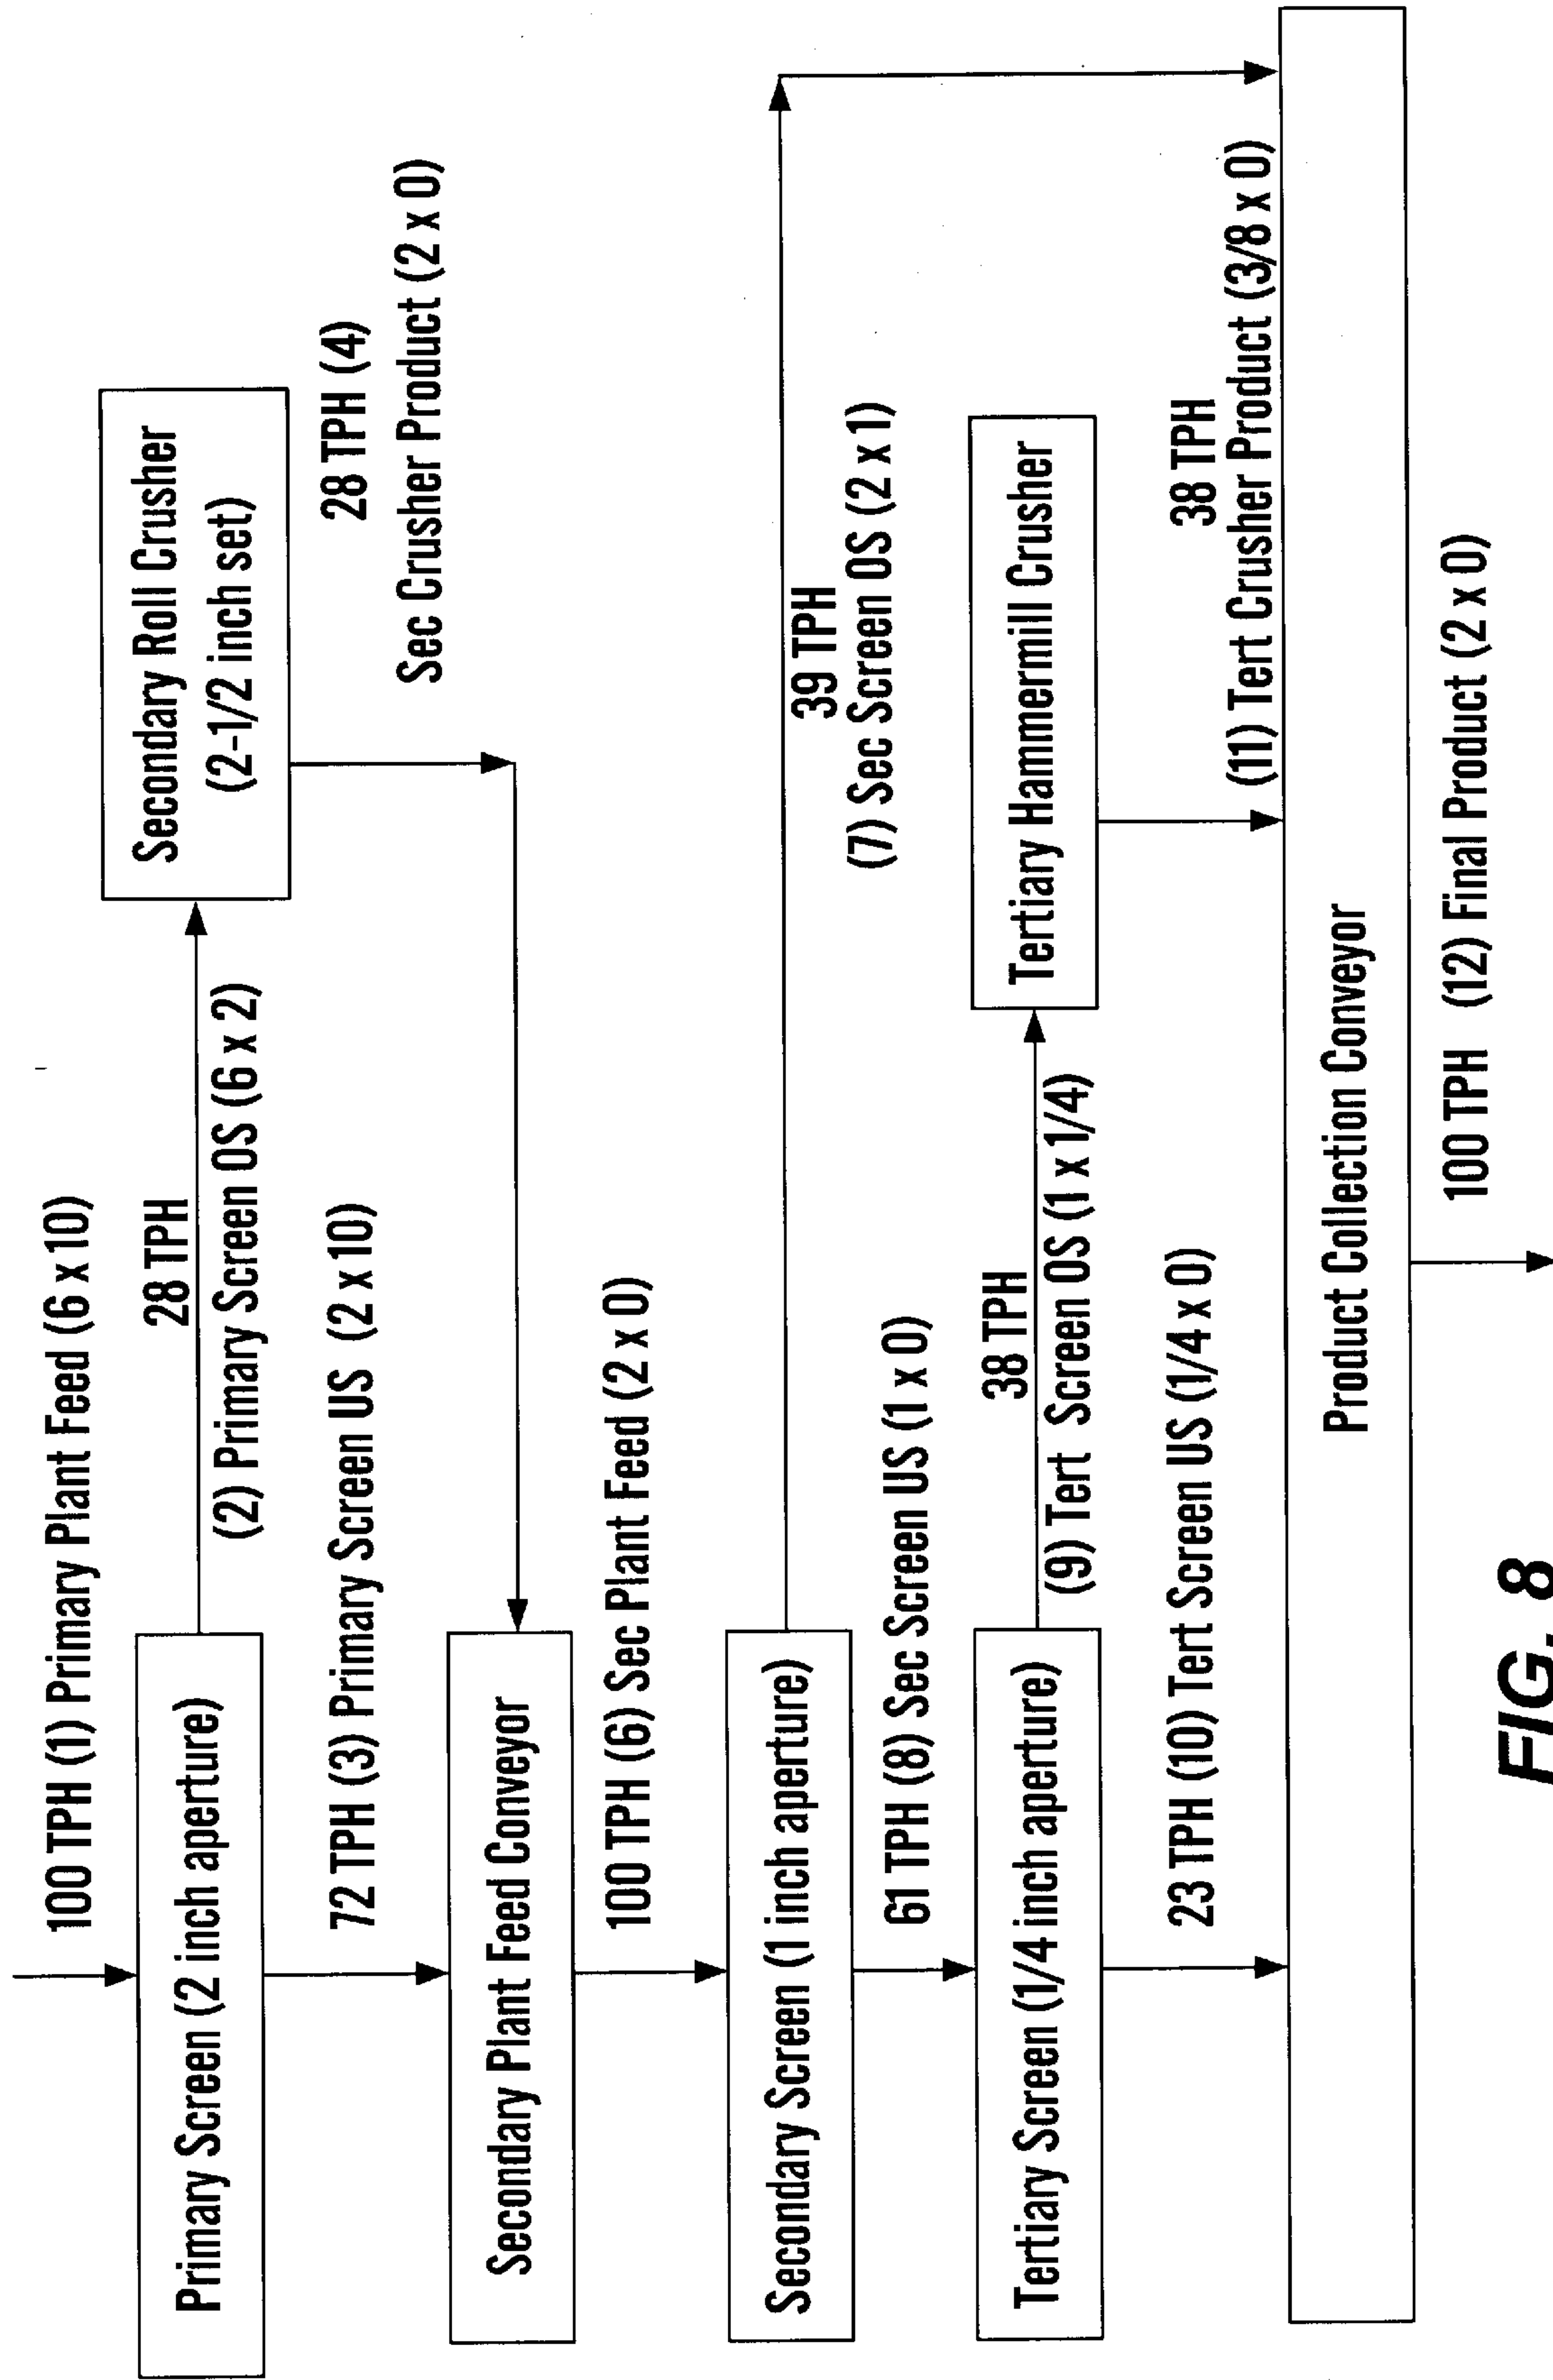 100 TPH (1) Primary Plant Feed (6 x 10)
Primary Screen (2 inch aperture)
28 TPH
(2) Primary Screen OS (6 x 2)
Secondary Roll Crusher
(2-1/2 inch set)
28 TPH (4)
Sec Crusher Product (2 x 0)
72 TPH (3) Primary Screen US (2 x 10)
Secondary Plant Feed Conveyor
100 TPH (6) Sec Plant Feed (2 x 0)
Secondary Screen (1 inch aperture)
39 TPH
(7) Sec Screen OS (2 x 1)
61 TPH (8) Sec Screen US (1 x 0)
Tertiary Screen (1/4 inch aperture)
38 TPH
(9) Tert Screen OS (1 x 1/4)
Tertiary Hammermill Crusher
38 TPH
(11) Tert Crusher Product (3/8 x 0)
23 TPH (10) Tert Screen US (1/4 x 0)
Product Collection Conveyor
100 TPH (12) Final Product (2 x 0)
FIG. 8